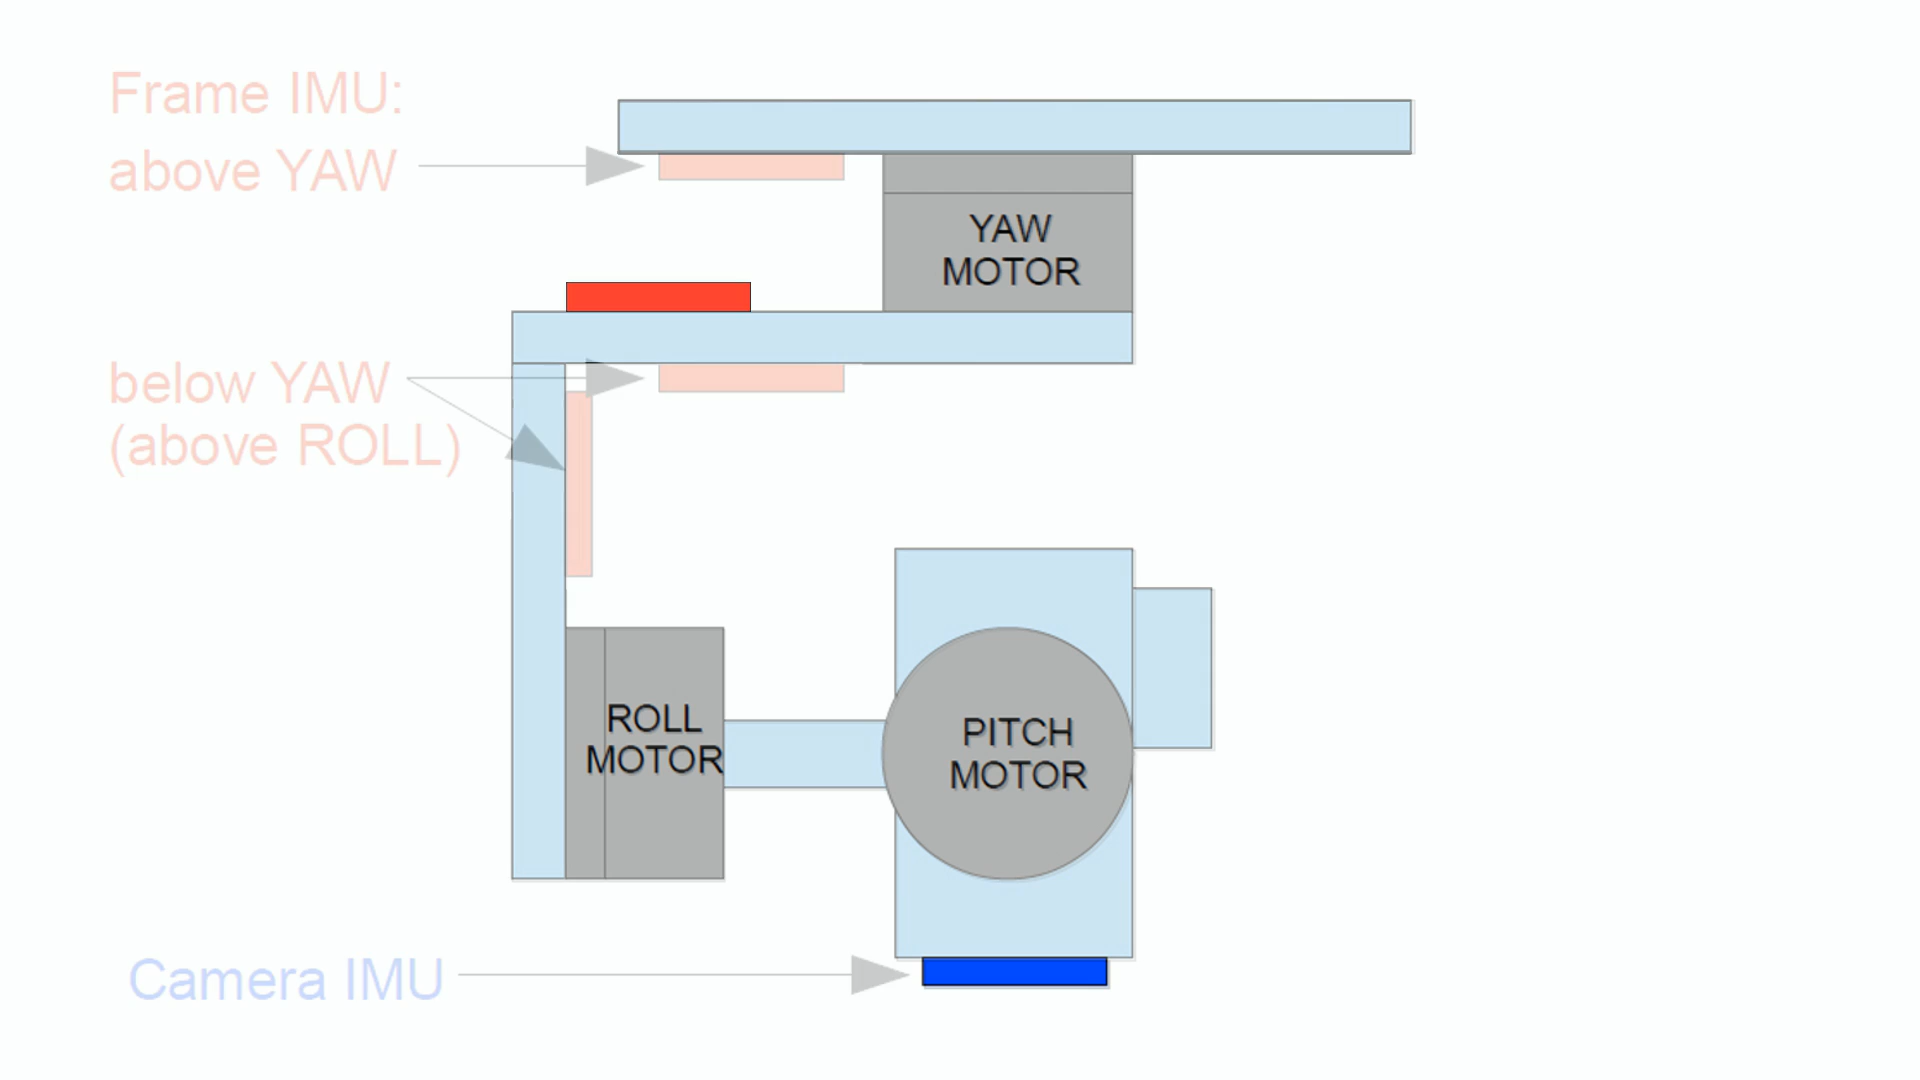 Frame IMU:
above YAW
YAW
MOTOR
below YAW
(above ROLL)
ROLL
MOTOR
PITCH
MOTOR
Camera IMU